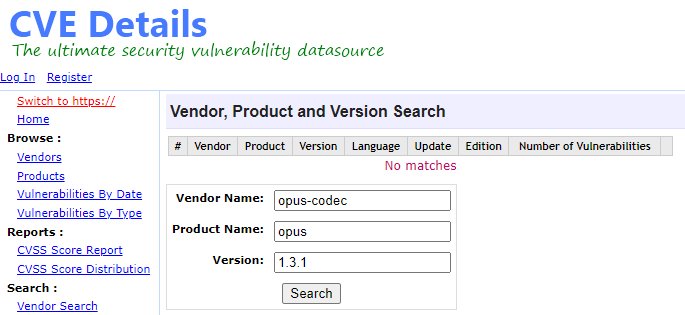 CVE Details
The ultimate security vulnerability datasource
Log In Register
Switch to https://
Home
Browse :
Vendors
Products
Vulnerabilities By Date
Vulnerabilities By Type
Reports :
CVSS Score Report
CVSS Score Distribution
Search :
Vendor Search
Vendor, Product and Version Search
# Vendor Product Version Language Update Edition Number of Vulnerabilities
No matches
Vendor Name: opus-codec
Product Name: opus
Version: 1.3.1
Search